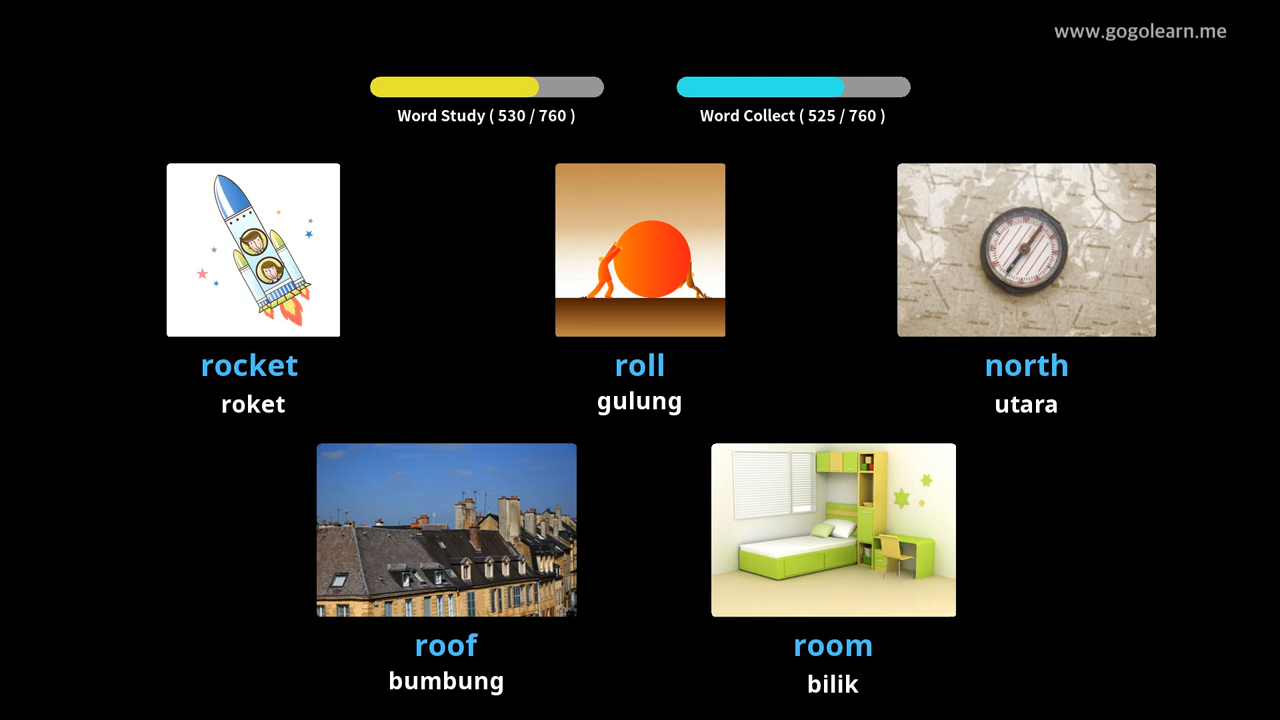 www.gogolearn.me
Word Study ( 530 / 760 )
Word Collect ( 525 / 760 )
rocket
roket
roll
gulung
north
utara
roof
bumbung
room
bilik